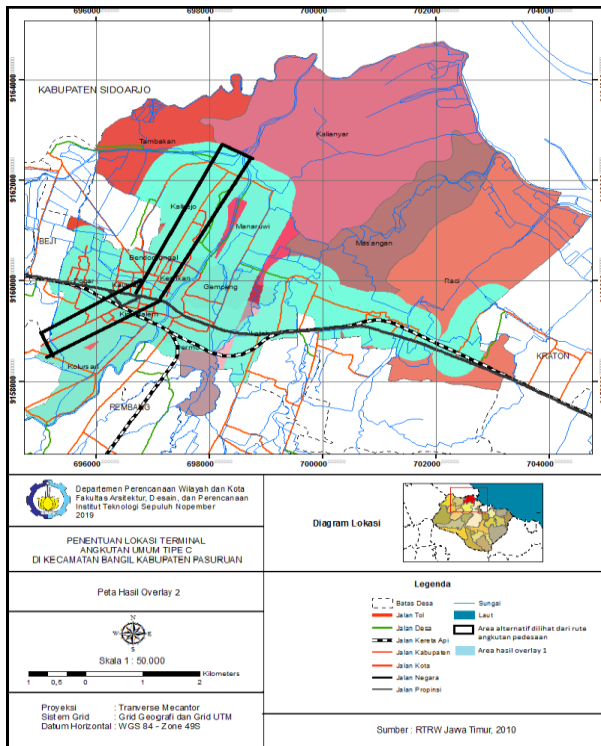 696000 698000 700000 702000 704000
9164000
9162000
9160000
9158000
KABUPATEN SIDOARJO
Tambakan
Kalianyar
Manaruwi
Masangan
BEJI
Bendomungal
Raci
Gempeng
KRATON
Kolursari
REMBANG
696000 698000 700000 702000 704000
Departemen Perencanaan Wilayah dan Kota
Fakultas Arsitektur, Desain, dan Perencanaan
Institut Teknologi Sepuluh Nopember
2019
PENENTUAN LOKASI TERMINAL
ANGKUTAN UMUM TIPE C
DI KECAMATAN BANGIL KABUPATEN PASURUAN
Peta Hasil Overlay 2
N
W E
S
Skala 1 : 50.000
Kilometers
1 0,5 0 1 2
Proyeksi : Tranverse Mecantor
Sistem Grid : Grid Geografi dan Grid UTM
Datum Horizontal : WGS 84 - Zone 49S
Diagram Lokasi
Legenda
Batas Desa
Jalan Tol
Jalan Desa
Jalan Kereta Api
Jalan Kabupaten
Jalan Kota
Jalan Negara
Jalan Propinsi
Sungai
Laut
Area alternatif dilihat dari rute
angkutan pedesaan
Area hasil overlay 1
Sumber : RTRW Jawa Timur, 2010